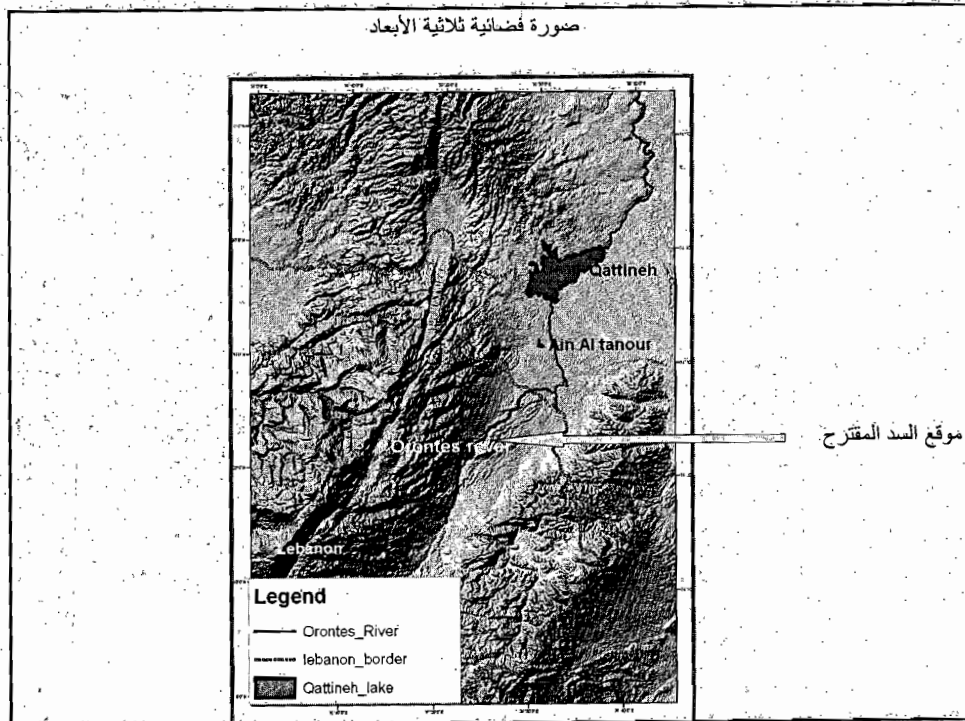 صورة فضائية ثلاثية الأبعاد
Qattineh
Ain Al tanour
موقع السد المقترح
Orontes river
Lebanon
Legend
Orontes_River
lebanon_border
Qattineh_lake